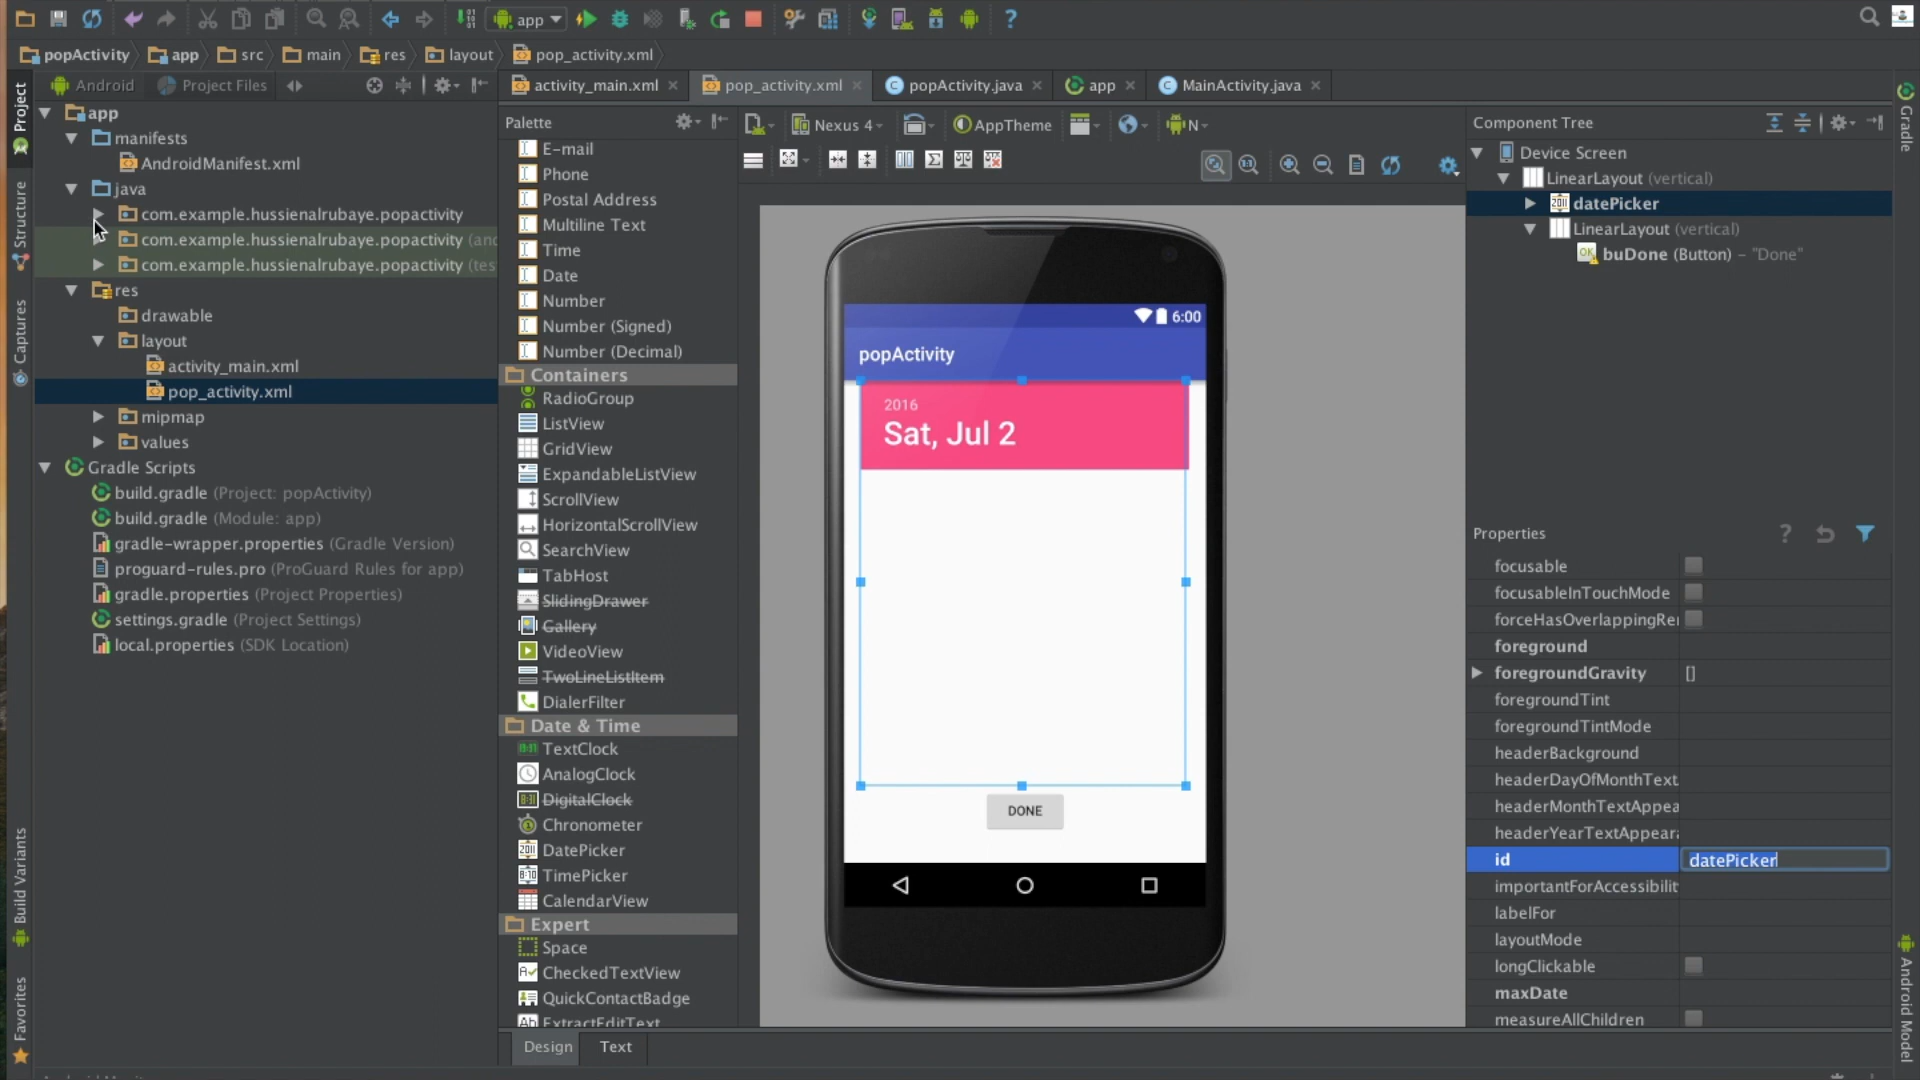 app
popActivity app src main res layout pop_activity.xml
Android Project Files
activity_main.xml pop_activity.xml popActivity.java app MainActivity.java
Project
Structure
Captures
Build Variants
Favorites
app
manifests
AndroidManifest.xml
java
com.example.hussienalrubaye.popactivity
com.example.hussienalrubaye.popactivity (and
com.example.hussienalrubaye.popactivity (tes
res
drawable
layout
activity_main.xml
pop_activity.xml
mipmap
values
Gradle Scripts
build.gradle (Project: popActivity)
build.gradle (Module: app)
gradle-wrapper.properties (Gradle Version)
proguard-rules.pro (ProGuard Rules for app)
gradle.properties (Project Properties)
settings.gradle (Project Settings)
local.properties (SDK Location)
Palette
E-mail
Phone
Postal Address
Multiline Text
Time
Date
Number
Number (Signed)
Number (Decimal)
Containers
RadioGroup
ListView
GridView
ExpandableListView
ScrollView
HorizontalScrollView
SearchView
TabHost
SlidingDrawer
Gallery
VideoView
TwoLineListItem
DialerFilter
Date & Time
TextClock
AnalogClock
DigitalClock
Chronometer
DatePicker
TimePicker
CalendarView
Expert
Space
CheckedTextView
QuickContactBadge
ExtractEditText
Design Text
Nexus 4 AppTheme N
6:00
popActivity
2016
Sat, Jul 2
DONE
Component Tree
Device Screen
LinearLayout (vertical)
datePicker
LinearLayout (vertical)
buDone (Button) – "Done"
Properties
focusable
focusableInTouchMode
forceHasOverlappingRe
foreground
foregroundGravity []
foregroundTint
foregroundTintMode
headerBackground
headerDayOfMonthText
headerMonthTextAppea
headerYearTextAppear
id datePicker
importantForAccessibilit
labelFor
layoutMode
longClickable
maxDate
measureAllChildren
Gradle
Android Model